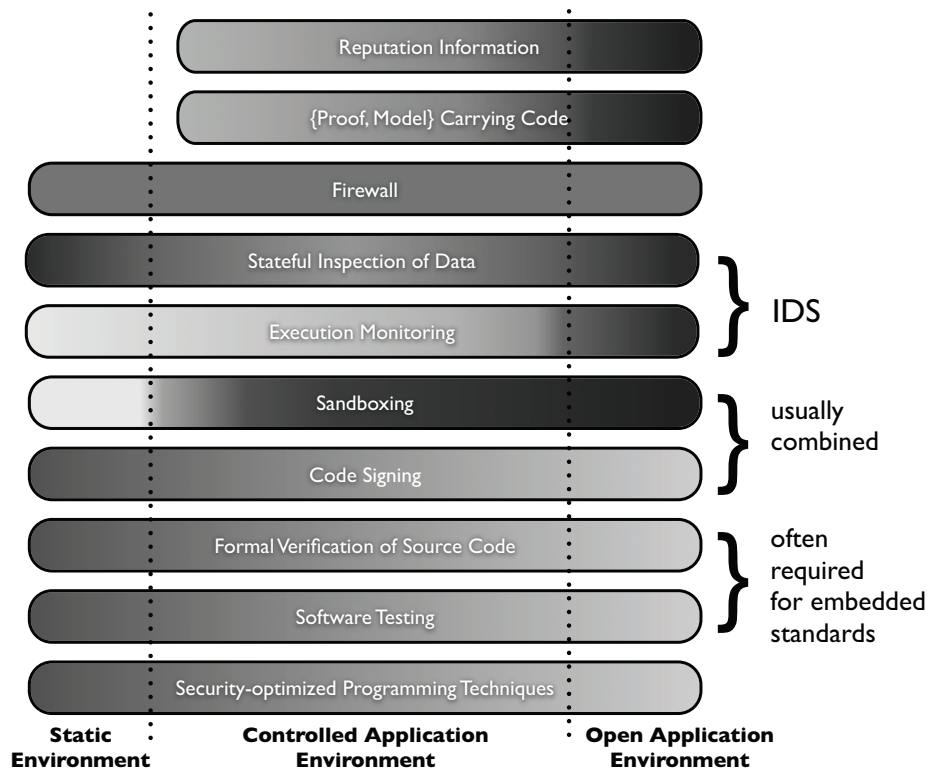 Reputation Information
{Proof, Model} Carrying Code
Firewall
Stateful Inspection of Data
Execution Monitoring
IDS
Sandboxing
usually
combined
Code Signing
Formal Verification of Source Code
often
required
for embedded
standards
Software Testing
Security-optimized Programming Techniques
Static
Environment
Controlled Application
Environment
Open Application
Environment